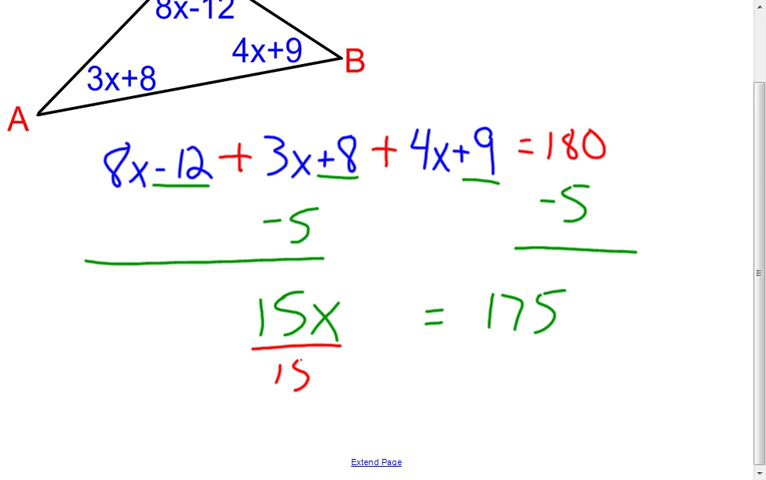 8x-12
4x+9
B
3x+8
A
8x-12 + 3x+8 + 4x+9 = 180
-5 -5
15x = 175
15
Extend Page